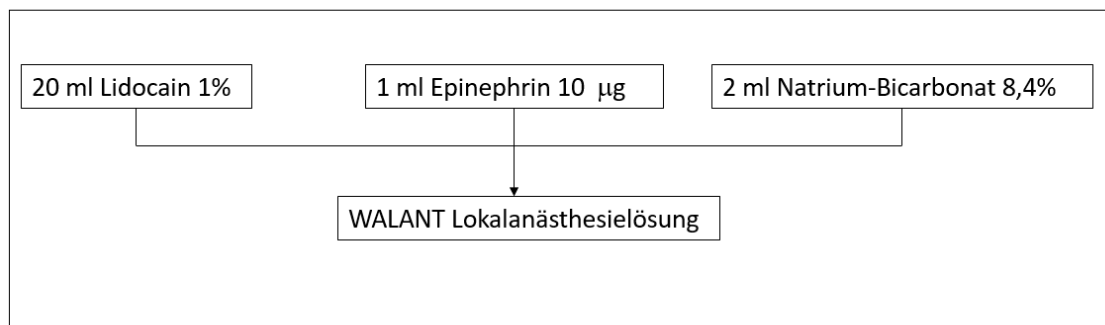 20 ml Lidocain 1%
1 ml Epinephrin 10 μg
2 ml Natrium-Bicarbonat 8,4%
WALANT Lokalanästhesielösung